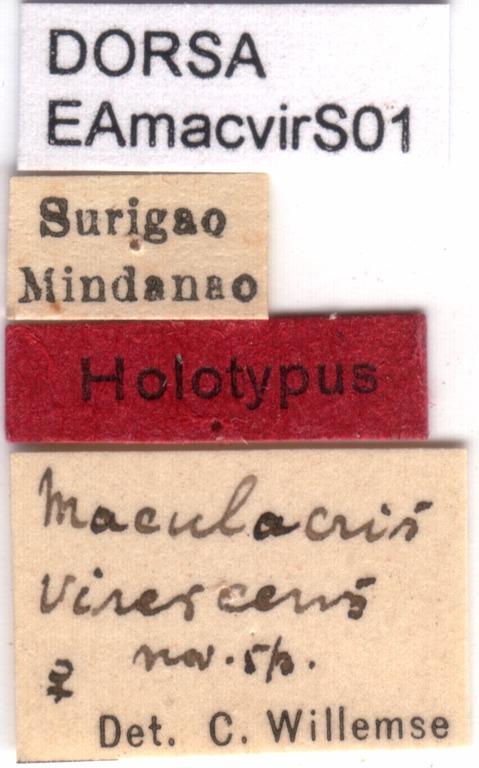 DORSA
EAmacvirS01
Surigao
Mindanao
Holotypus
Maculacris
virescens
nov. sp.
♀
Det. C. Willemse